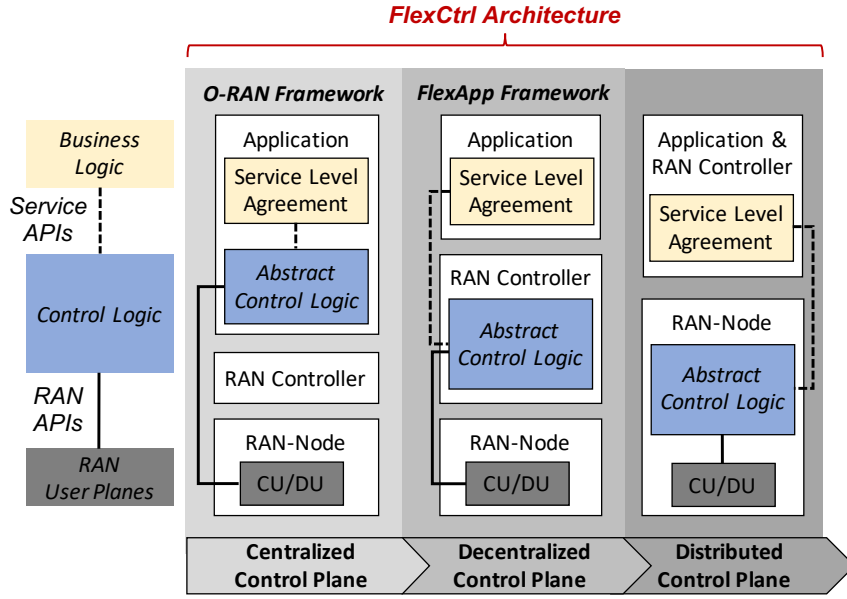 FlexCtrl Architecture
Business
Logic
Service
APIs
Control Logic
RAN
APIs
RAN
User Planes
O-RAN Framework
Application
Service Level
Agreement
Abstract
Control Logic
RAN Controller
RAN-Node
CU/DU
Centralized
Control Plane
FlexApp Framework
Application
Service Level
Agreement
RAN Controller
Abstract
Control Logic
RAN-Node
CU/DU
Decentralized
Control Plane
Application &
RAN Controller
Service Level
Agreement
RAN-Node
Abstract
Control Logic
CU/DU
Distributed
Control Plane